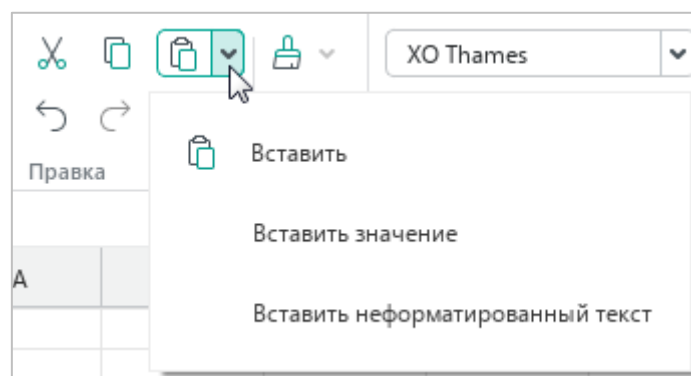 XO Thames
Правка
Вставить
Вставить значение
A
Вставить неформатированный текст